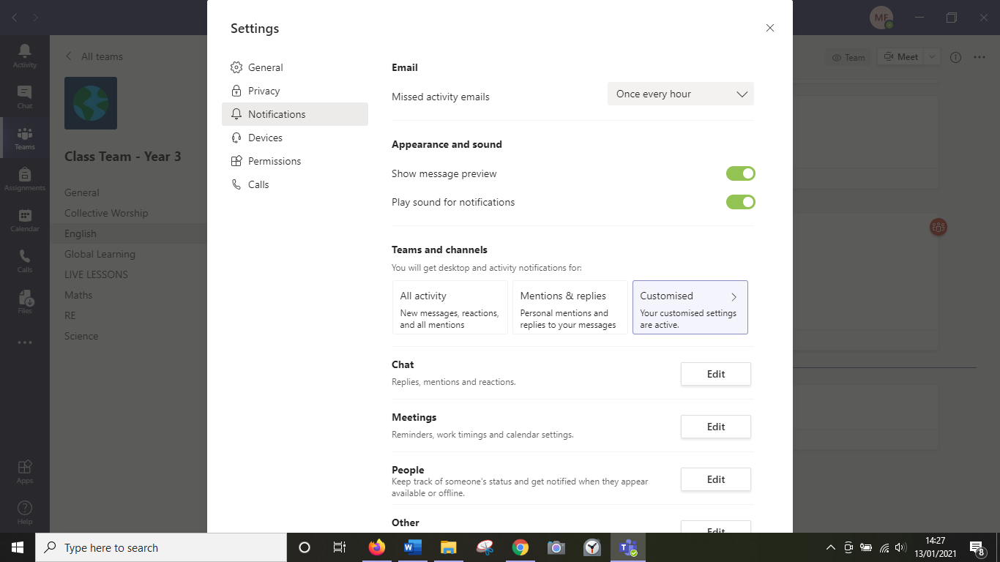 MF
Settings
Activity
Chat
Teams
Assignments
Calendar
Calls
Files
Apps
Help
All teams
Class Team - Year 3
General
Collective Worship
English
Global Learning
LIVE LESSONS
Maths
RE
Science
General
Privacy
Notifications
Devices
Permissions
Calls
Email
Missed activity emails
Once every hour
Appearance and sound
Show message preview
Play sound for notifications
Teams and channels
You will get desktop and activity notifications for:
All activity
New messages, reactions,
and all mentions
Mentions & replies
Personal mentions and
replies to your messages
Customised
Your customised settings
are active.
Chat
Replies, mentions and reactions.
Edit
Meetings
Reminders, work timings and calendar settings.
Edit
People
Keep track of someone's status and get notified when they appear
available or offline.
Edit
Other
Edit
Team
Meet
Type here to search
14:27
13/01/2021
8